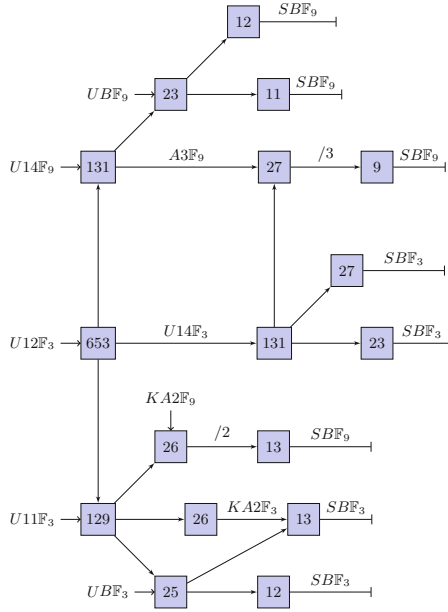 12 SB𝔽₉
UB𝔽₉ 23 11 SB𝔽₉
U14𝔽₉ 131 A3𝔽₉ 27 /3 9 SB𝔽₉
27 SB𝔽₃
U12𝔽₃ 653 U14𝔽₃ 131 23 SB𝔽₃
KA2𝔽₉
26 /2 13 SB𝔽₉
U11𝔽₃ 129 26 KA2𝔽₃ 13 SB𝔽₃
UB𝔽₃ 25 12 SB𝔽₃